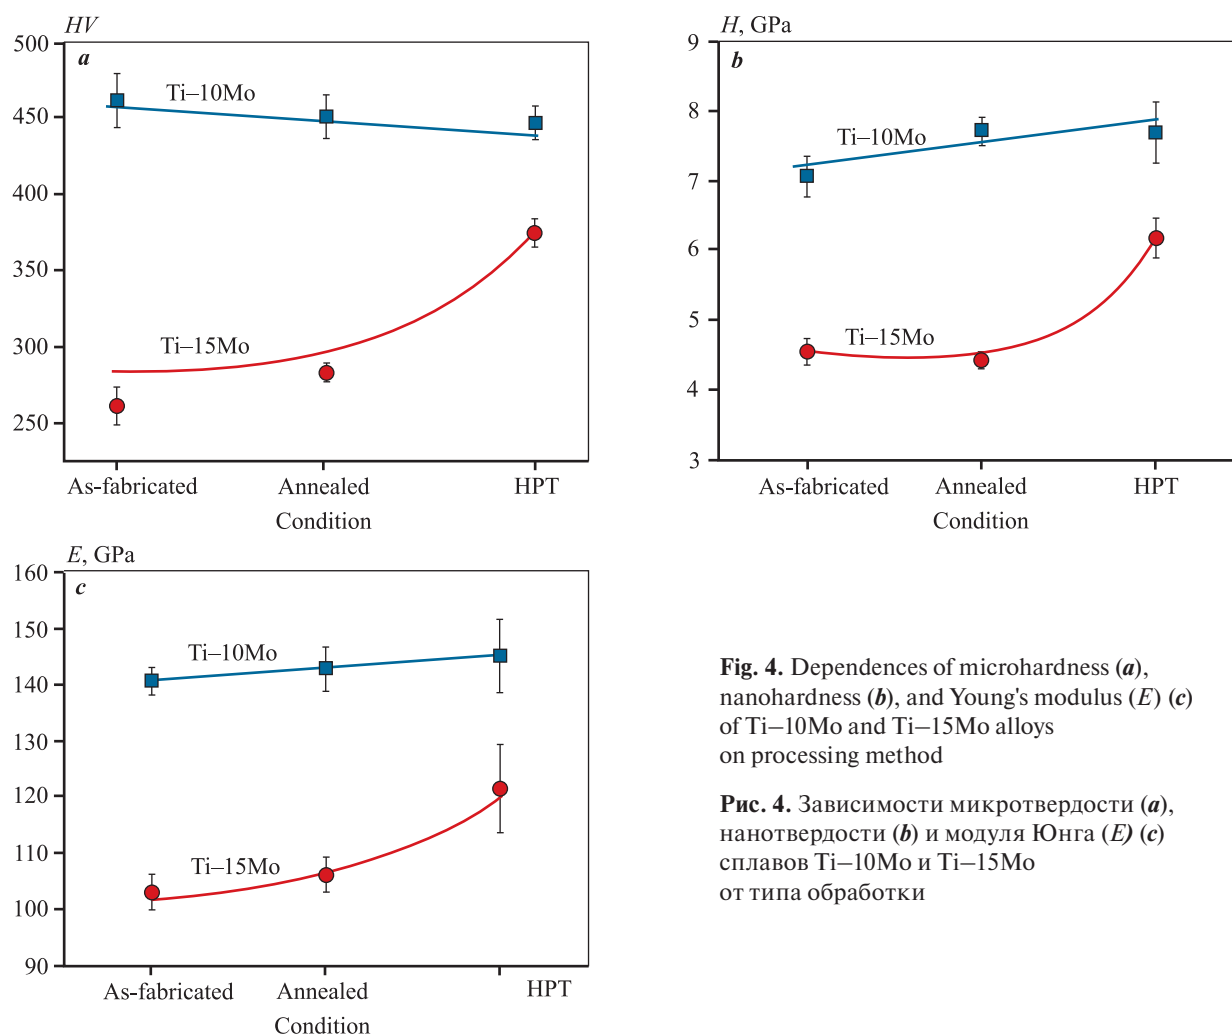 HV
a
500
450
400
350
300
250
Ti–10Mo
Ti–15Mo
As-fabricated
Annealed
HPT
Condition
H, GPa
b
9
8
7
6
5
4
3
Ti–10Mo
Ti–15Mo
As-fabricated
Annealed
HPT
Condition
E, GPa
c
160
150
140
130
120
110
100
90
Ti–10Mo
Ti–15Mo
As-fabricated
Annealed
HPT
Condition
Fig. 4. Dependences of microhardness (a),
nanohardness (b), and Young's modulus (E) (c)
of Ti–10Mo and Ti–15Mo alloys
on processing method
Рис. 4. Зависимости микротвердости (a),
нанотвердости (b) и модуля Юнга (E) (c)
сплавов Ti–10Mo и Ti–15Mo
от типа обработки